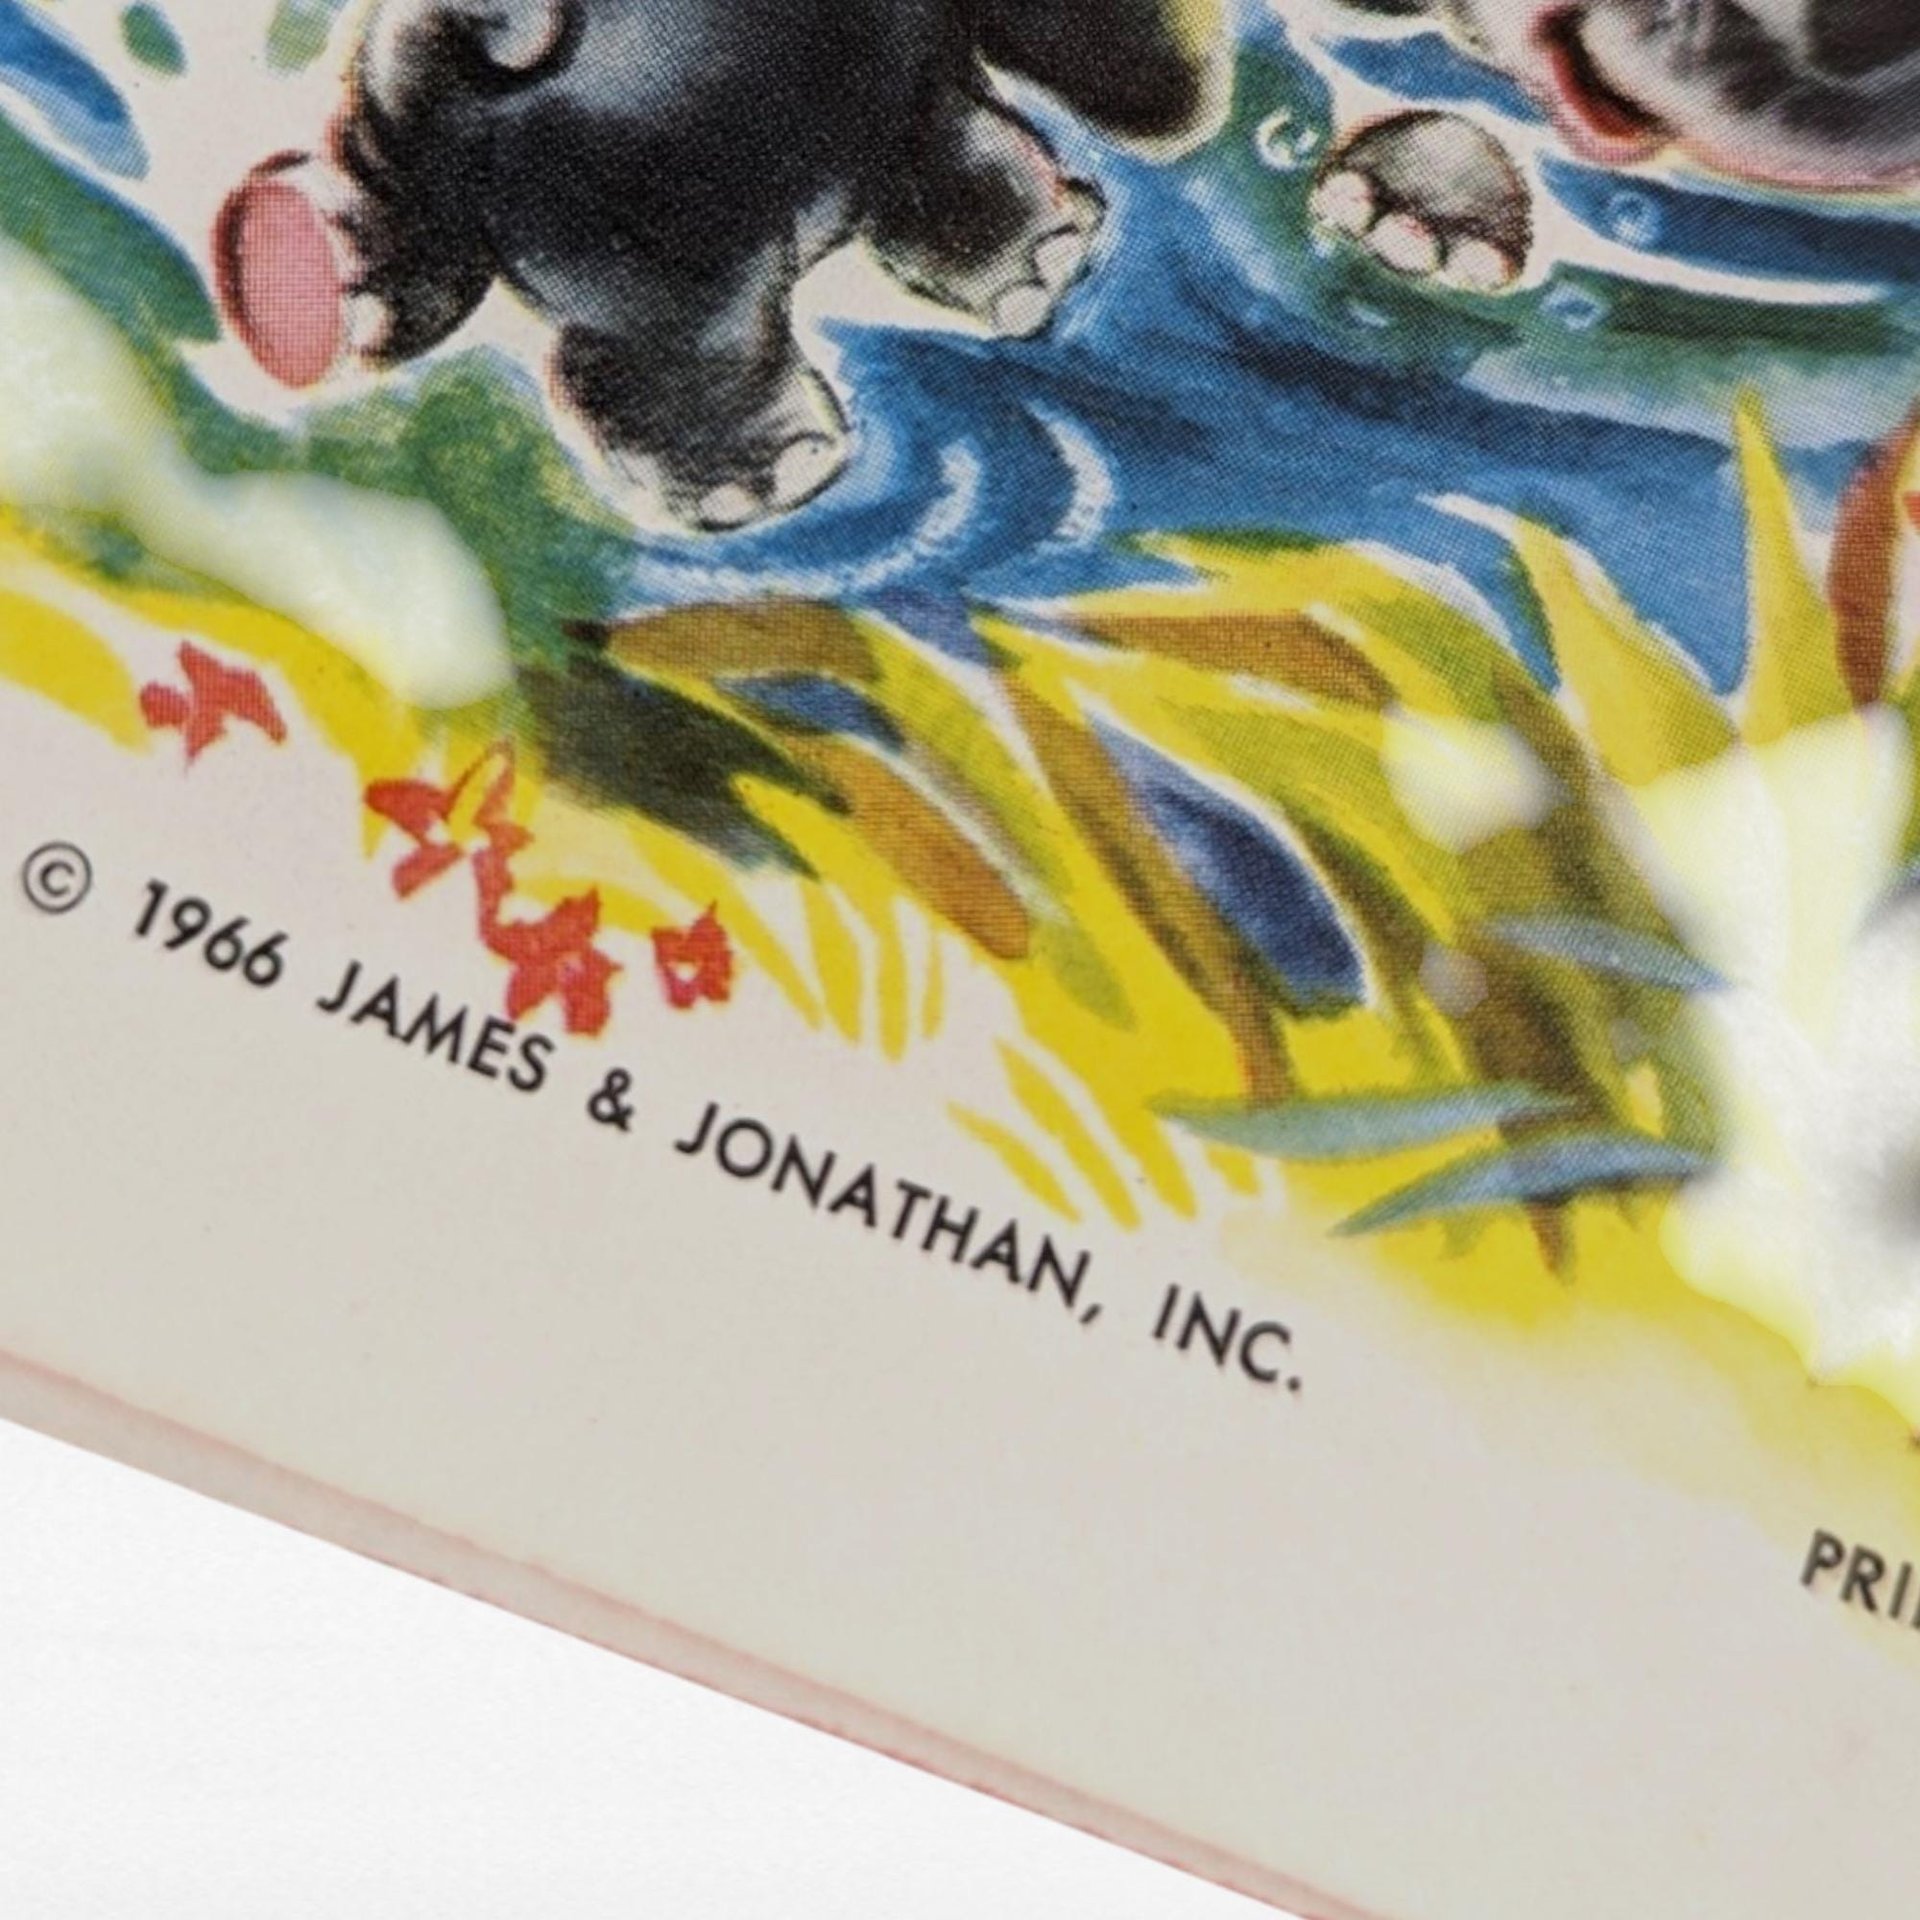 © 1966 JAMES & JONATHAN, INC.